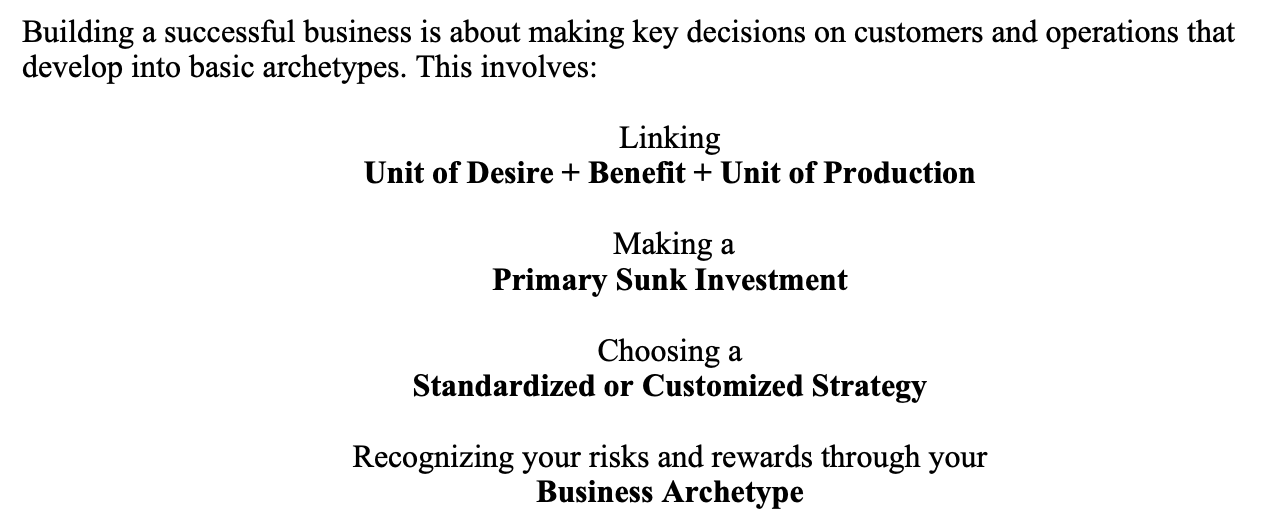 Building a successful business is about making key decisions on customers and operations that
develop into basic archetypes. This involves:
Linking
Unit of Desire + Benefit + Unit of Production
Making a
Primary Sunk Investment
Choosing a
Standardized or Customized Strategy
Recognizing your risks and rewards through your
Business Archetype